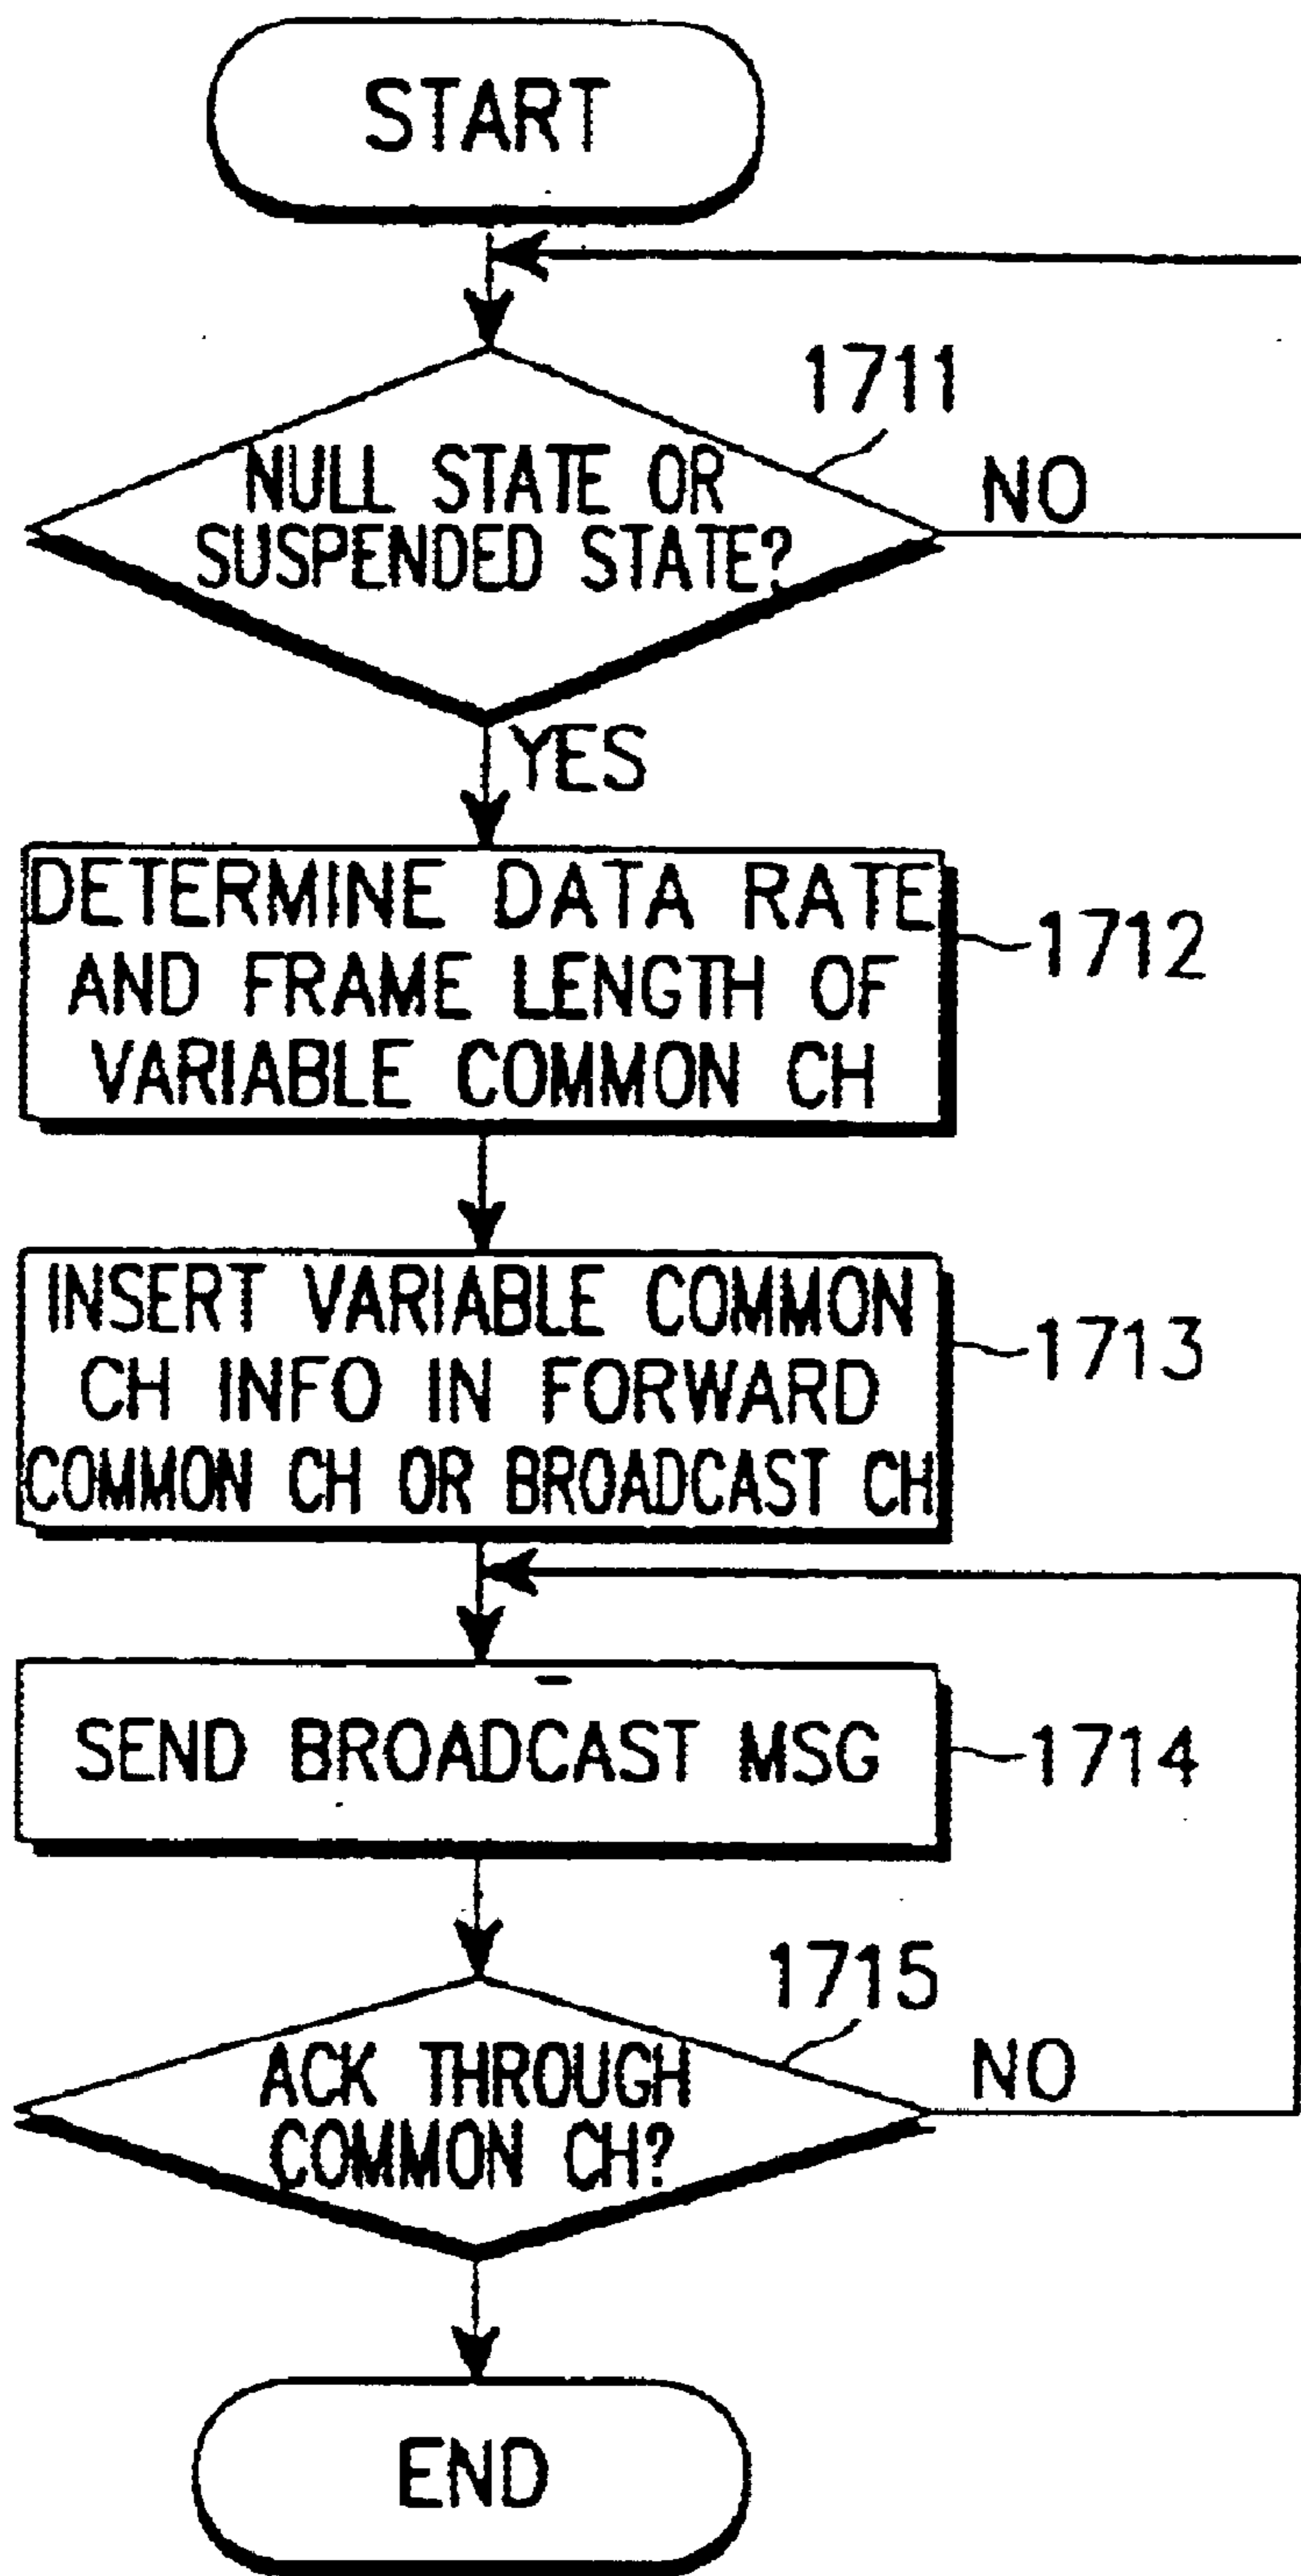 START
1711
NULL STATE OR
SUSPENDED STATE?
NO
YES
DETERMINE DATA RATE
AND FRAME LENGTH OF
VARIABLE COMMON CH
1712
INSERT VARIABLE COMMON
CH INFO IN FORWARD
COMMON CH OR BROADCAST CH
1713
SEND BROADCAST MSG
1714
1715
ACK THROUGH
COMMON CH?
NO
END